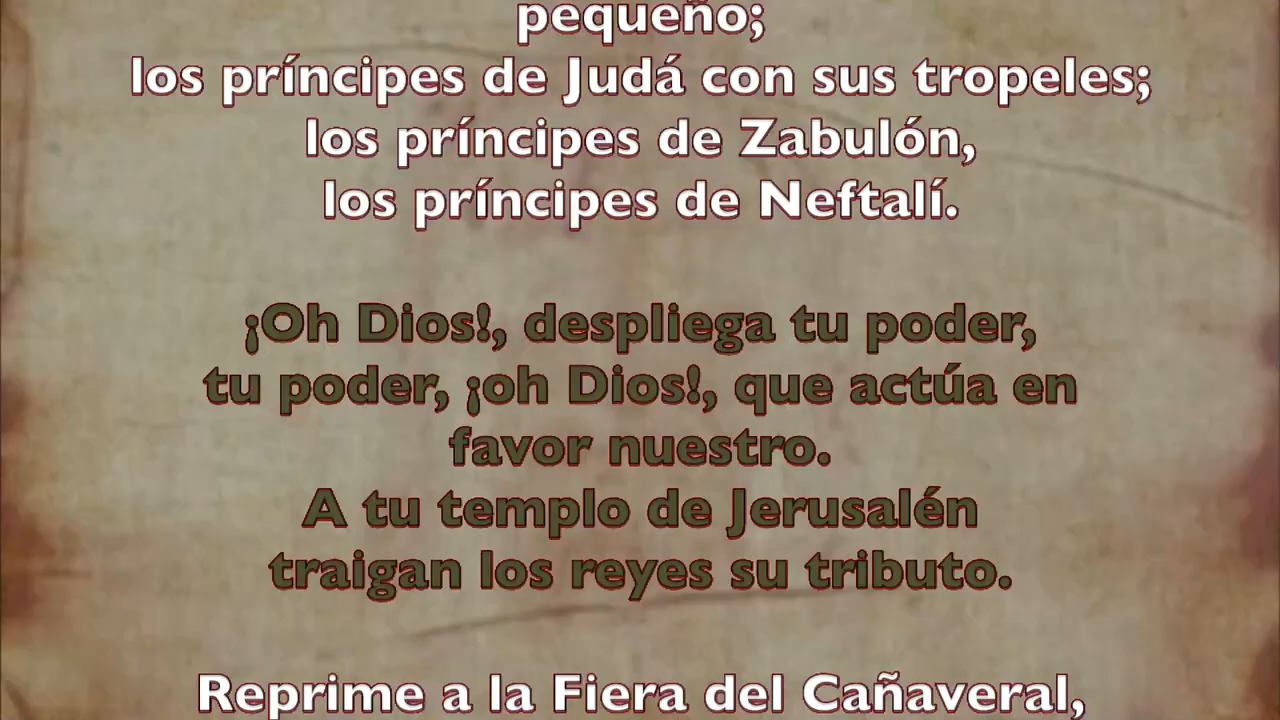 pequeño;
los príncipes de Judá con sus tropeles;
los príncipes de Zabulón,
los príncipes de Neftalí.
¡Oh Dios!, despliega tu poder,
tu poder, ¡oh Dios!, que actúa en
favor nuestro.
A tu templo de Jerusalén
traigan los reyes su tributo.
Reprime a la Fiera del Cañaveral,